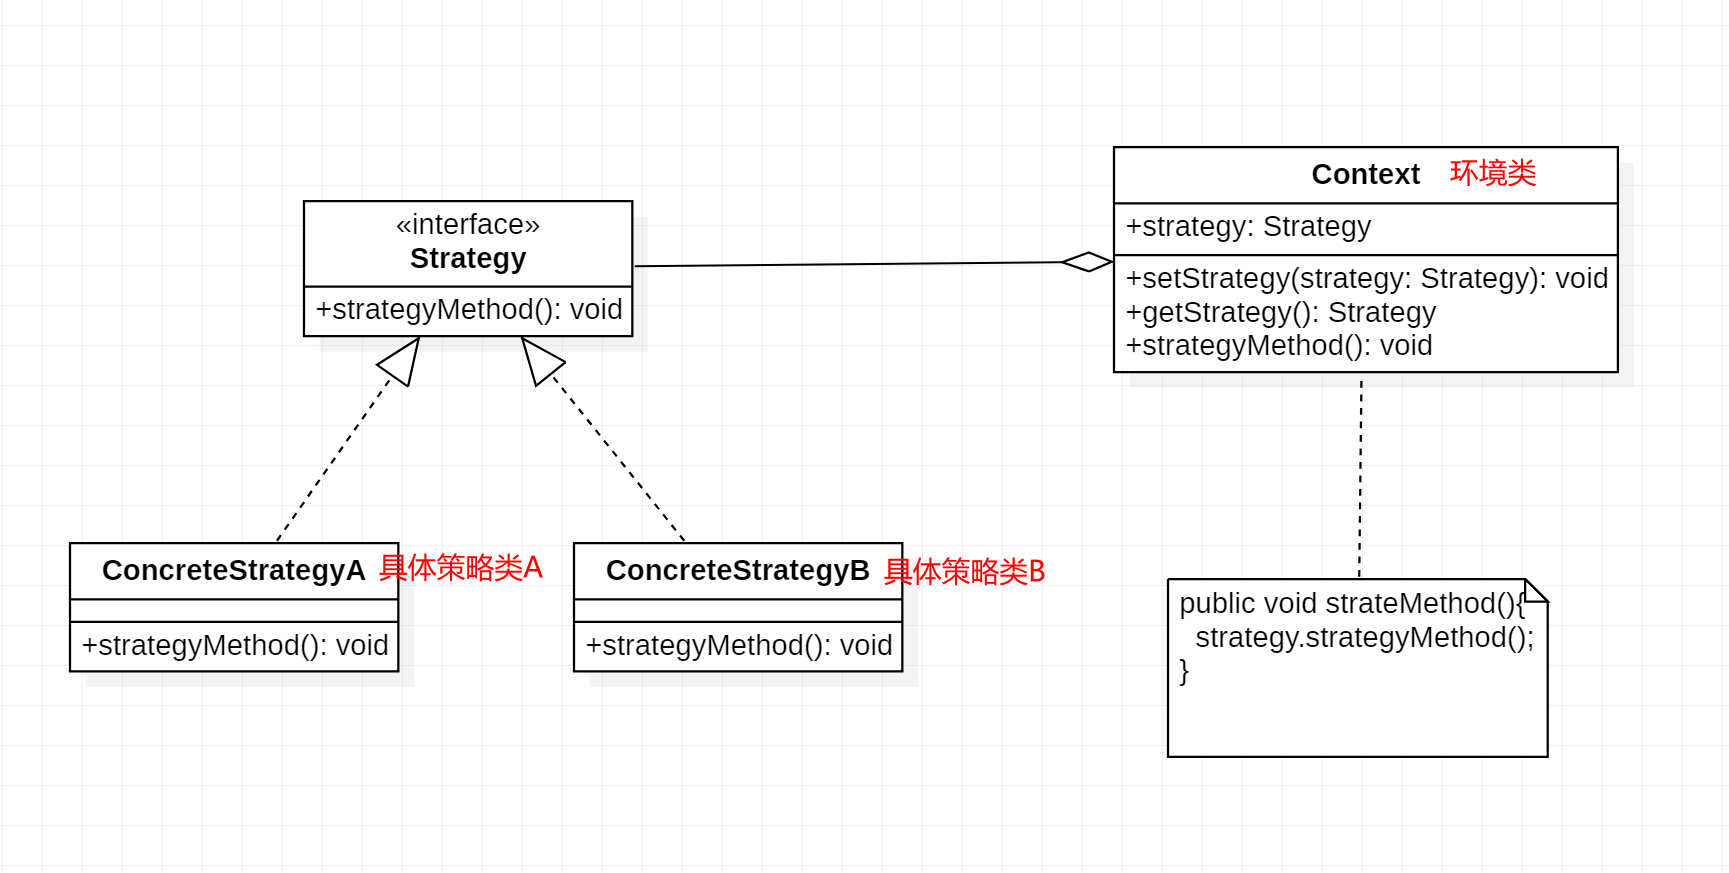 «interface»
Strategy
+strategyMethod(): void
Context 环境类
+strategy: Strategy
+setStrategy(strategy: Strategy): void
+getStrategy(): Strategy
+strategyMethod(): void
ConcreteStrategyA 具体策略类A
+strategyMethod(): void
ConcreteStrategyB 具体策略类B
+strategyMethod(): void
public void strateMethod(){
strategy.strategyMethod();
}